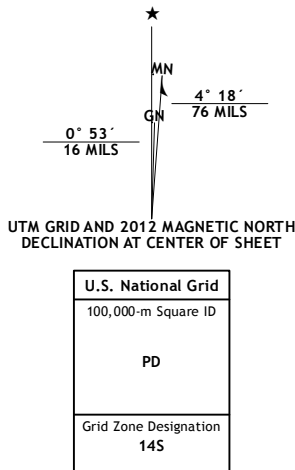 MN
GN
4° 18´
76 MILS
0° 53´
16 MILS
UTM GRID AND 2012 MAGNETIC NORTH
DECLINATION AT CENTER OF SHEET
U.S. National Grid
100,000-m Square ID
PD
Grid Zone Designation
14S